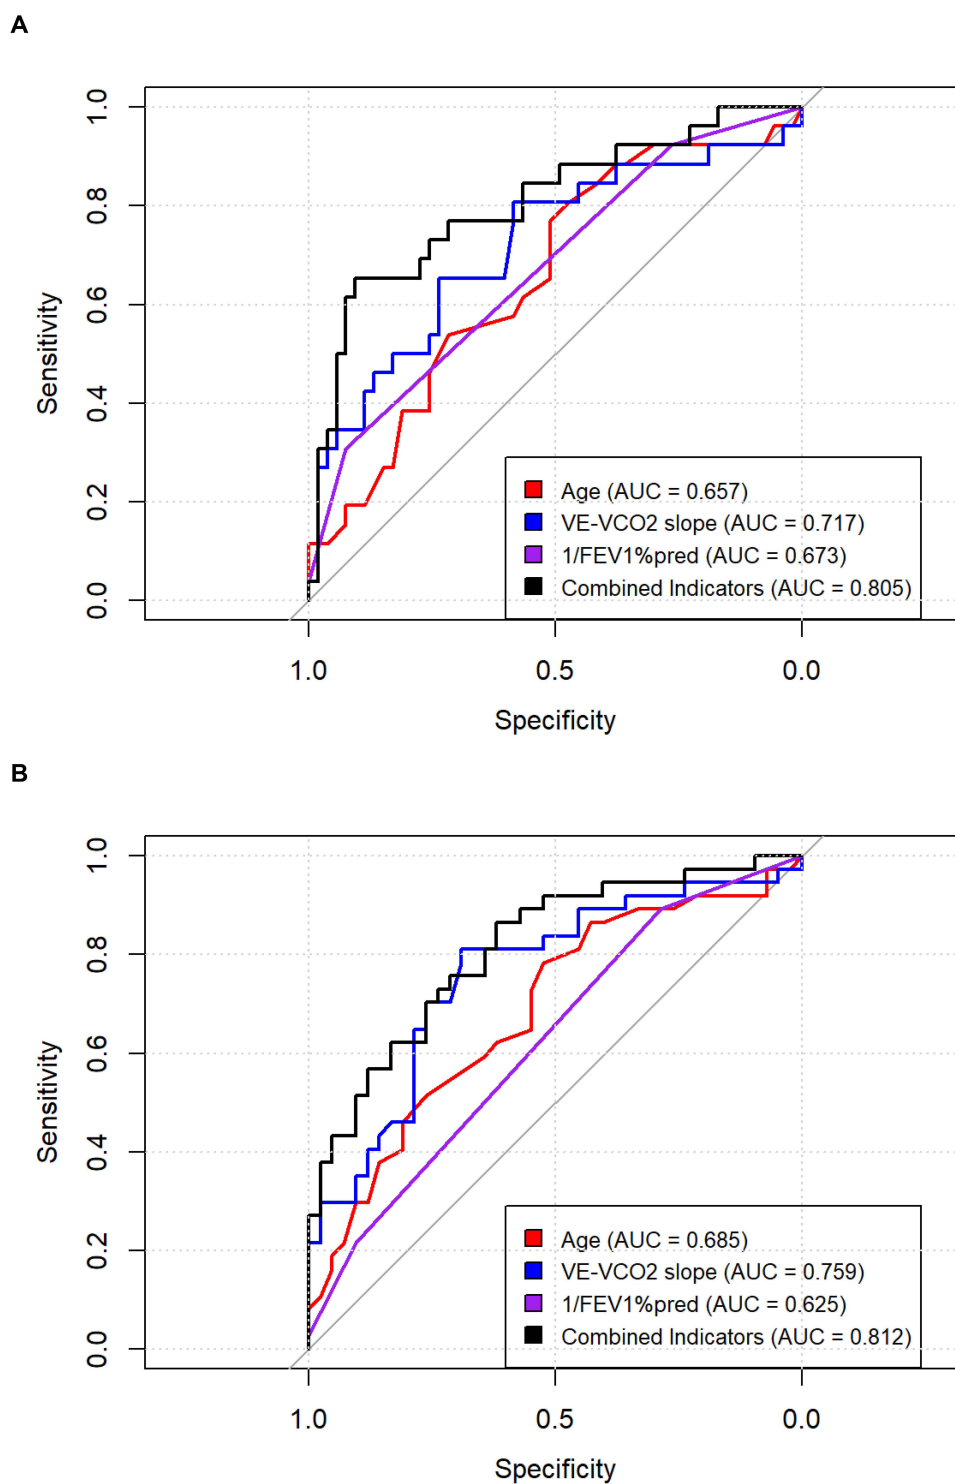 A
Sensitivity
1.0
0.8
0.6
0.4
0.2
0.0
Age (AUC = 0.657)
VE-VCO2 slope (AUC = 0.717)
1/FEV1%pred (AUC = 0.673)
Combined Indicators (AUC = 0.805)
1.0 0.5 0.0
Specificity
B
Sensitivity
1.0
0.8
0.6
0.4
0.2
0.0
Age (AUC = 0.685)
VE-VCO2 slope (AUC = 0.759)
1/FEV1%pred (AUC = 0.625)
Combined Indicators (AUC = 0.812)
1.0 0.5 0.0
Specificity